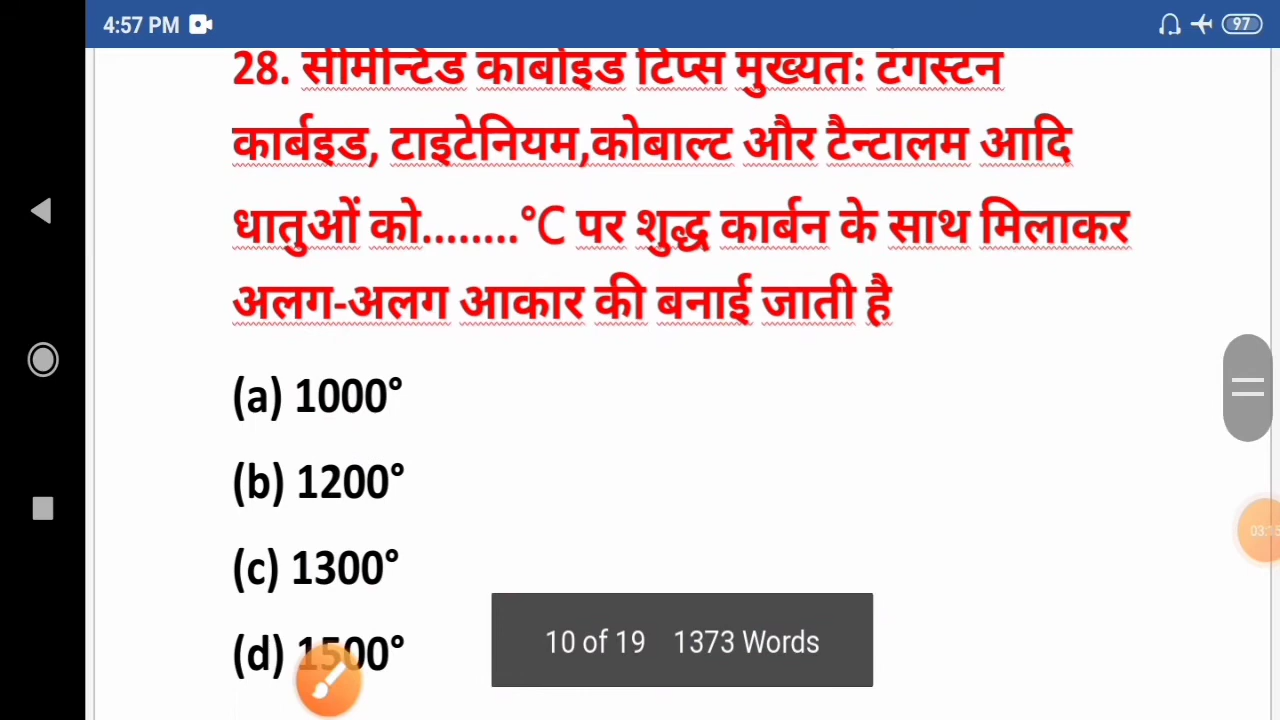 4:57 PM 97
28. सीमेन्टेड कार्बाइड टिप्स मुख्यतः टंगस्टन
कार्बइड, टाइटेनियम,कोबाल्ट और टैन्टालम आदि
धातुओं को........°C पर शुद्ध कार्बन के साथ मिलाकर
अलग-अलग आकार की बनाई जाती है
(a) 1000°
(b) 1200°
(c) 1300°
(d) 1500°
10 of 19 1373 Words